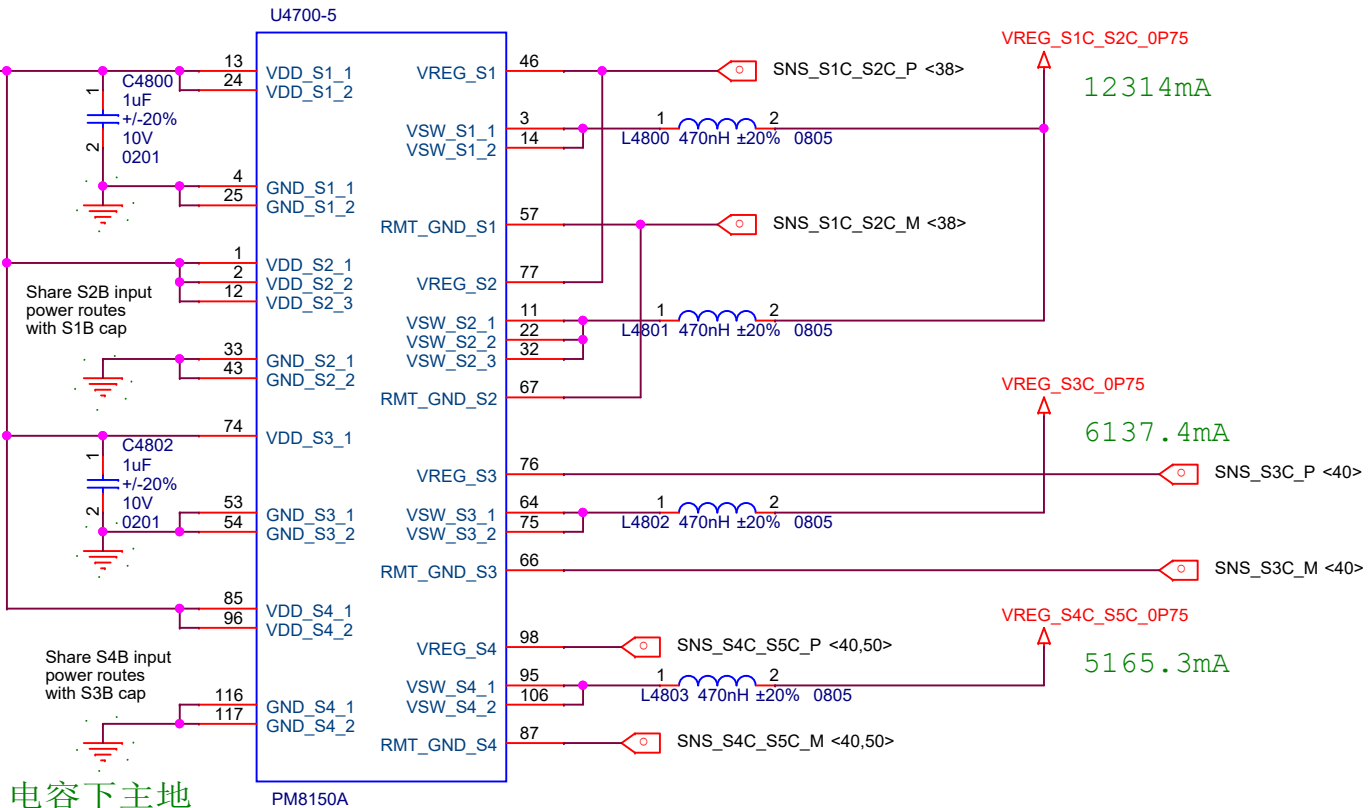 U4700-5
VREG_S1C_S2C_0P75
12314mA
13
24
VDD_S1_1
VDD_S1_2
VREG_S1
46
SNS_S1C_S2C_P <38>
1
C4800
1uF
+/-20%
10V
0201
2
VSW_S1_1
VSW_S1_2
3
14
1
2
L4800 470nH ±20% 0805
4
25
GND_S1_1
GND_S1_2
RMT_GND_S1
57
SNS_S1C_S2C_M <38>
1
2
12
VDD_S2_1
VDD_S2_2
VDD_S2_3
VREG_S2
77
Share S2B input
power routes
with S1B cap
VSW_S2_1
VSW_S2_2
VSW_S2_3
11
22
32
1
2
L4801 470nH ±20% 0805
33
43
GND_S2_1
GND_S2_2
RMT_GND_S2
67
VREG_S3C_0P75
6137.4mA
74
VDD_S3_1
1
C4802
1uF
+/-20%
10V
0201
2
VREG_S3
76
SNS_S3C_P <40>
53
54
GND_S3_1
GND_S3_2
VSW_S3_1
VSW_S3_2
64
75
1
2
L4802 470nH ±20% 0805
RMT_GND_S3
66
SNS_S3C_M <40>
85
96
VDD_S4_1
VDD_S4_2
VREG_S4
98
SNS_S4C_S5C_P <40,50>
VREG_S4C_S5C_0P75
5165.3mA
Share S4B input
power routes
with S3B cap
VSW_S4_1
VSW_S4_2
95
106
1
2
L4803 470nH ±20% 0805
116
117
GND_S4_1
GND_S4_2
RMT_GND_S4
87
SNS_S4C_S5C_M <40,50>
电容下主地
PM8150A